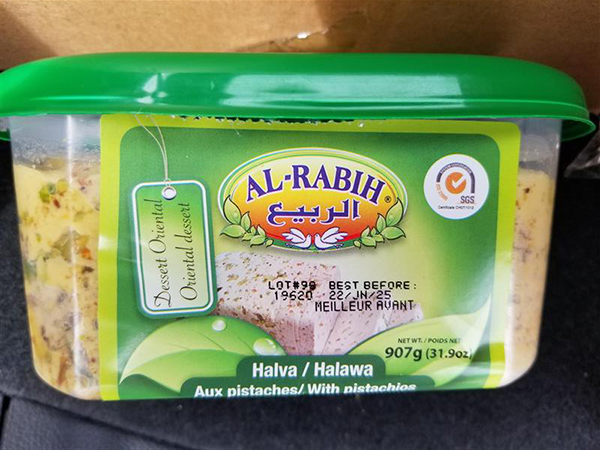 AL-RABIH®
الربيع
Dessert Oriental
Oriental dessert
SGS
LOT#98 BEST BEFORE:
19620 22/JN/25
MEILLEUR AVANT
NET WT. / POIDS NET
907g (31.9oz)
Halva / Halawa
Aux pistaches/ With pistachios